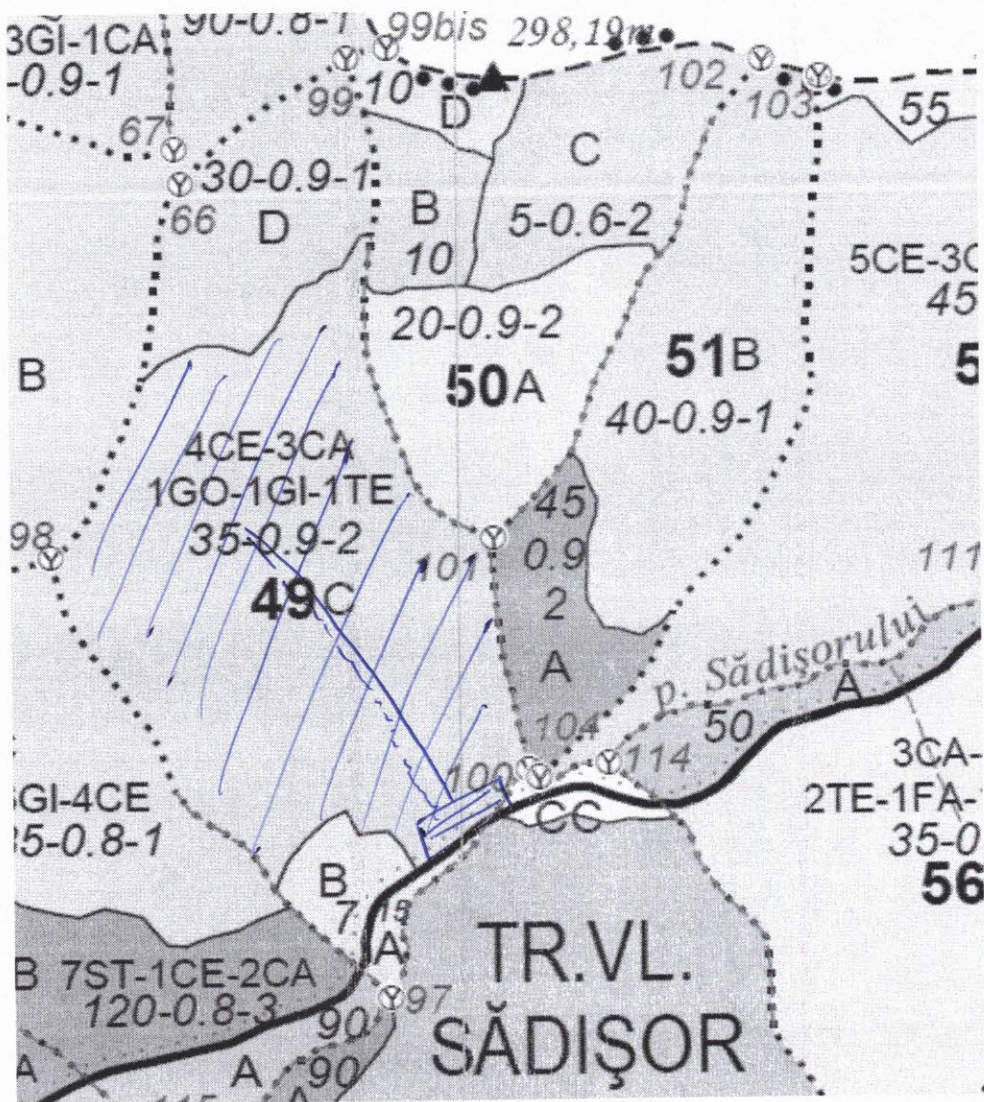 90-0.8-1
99bis 298,19m
3GI-1CA
-0.9-1
99
10
D
102
103
55
67
66
30-0.9-1
D
B
10
C
5-0.6-2
5CE-3C
45
20-0.9-2
50A
51B
40-0.9-1
5
B
4CE-3CA
1GO-1GI-1TE
35-0.9-2
49C
98
101
45
0.9
2
A
111
p. Sădişorului
A
50
104
100
114
CC
3CA-
2TE-1FA-
35-0
56
GI-4CE
5-0.8-1
B
7
15
A
97
B
7ST-1CE-2CA
120-0.8-3
90
90
A
A
A
TR.VL.
SĂDIŞOR